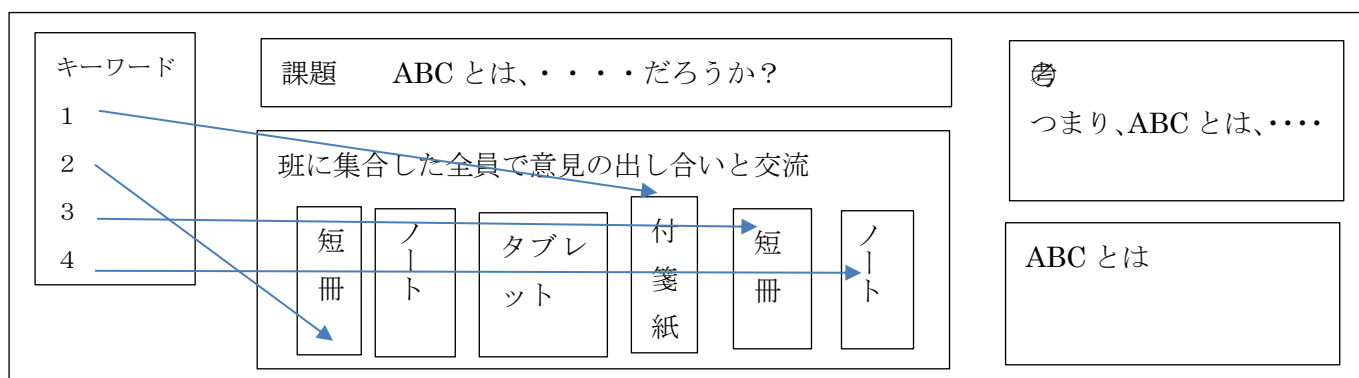 キーワード
1
2
3
4
課題 ABCとは、・・・・だろうか?
班に集合した全員で意見の出し合いと交流
短冊
ノート
タブレ
ット
付箋紙
短冊
ノート
考
つまり、ABCとは、・・・・
ABCとは